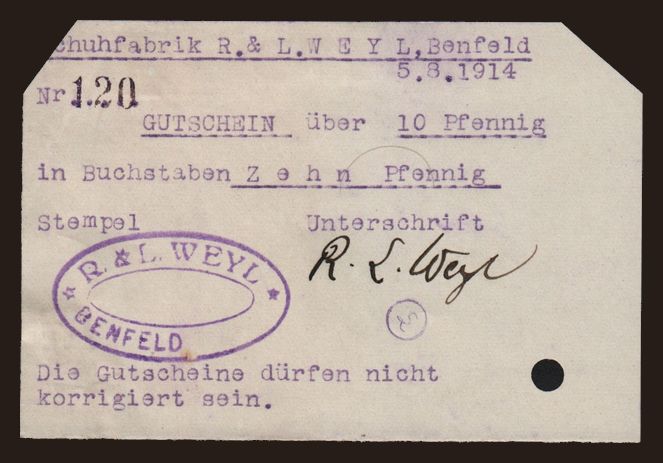 chuhfabrik R.& L.W E Y L,Benfeld
5.8.1914
Nr 120
GUTSCHEIN über 10 Pfennig
in Buchstaben Z e h n Pfennig
Stempel Unterschrift
R. & L. WEYL
BENFELD
R. L. Weyl
Die Gutscheine dürfen nicht
korrigiert sein.